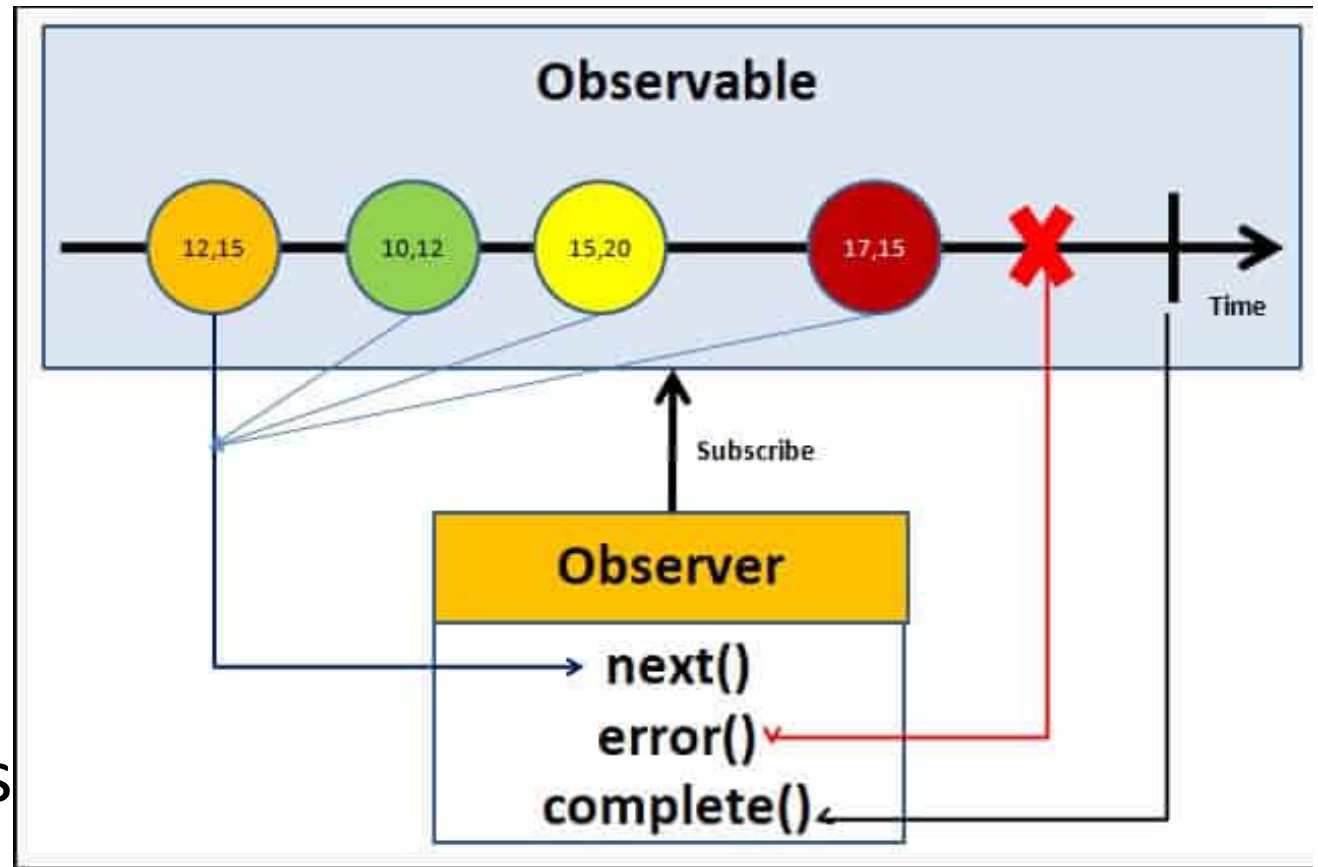 Observable
12,15 10,12 15,20 17,15
Time
Subscribe
Observer
next()
error()
s
complete()